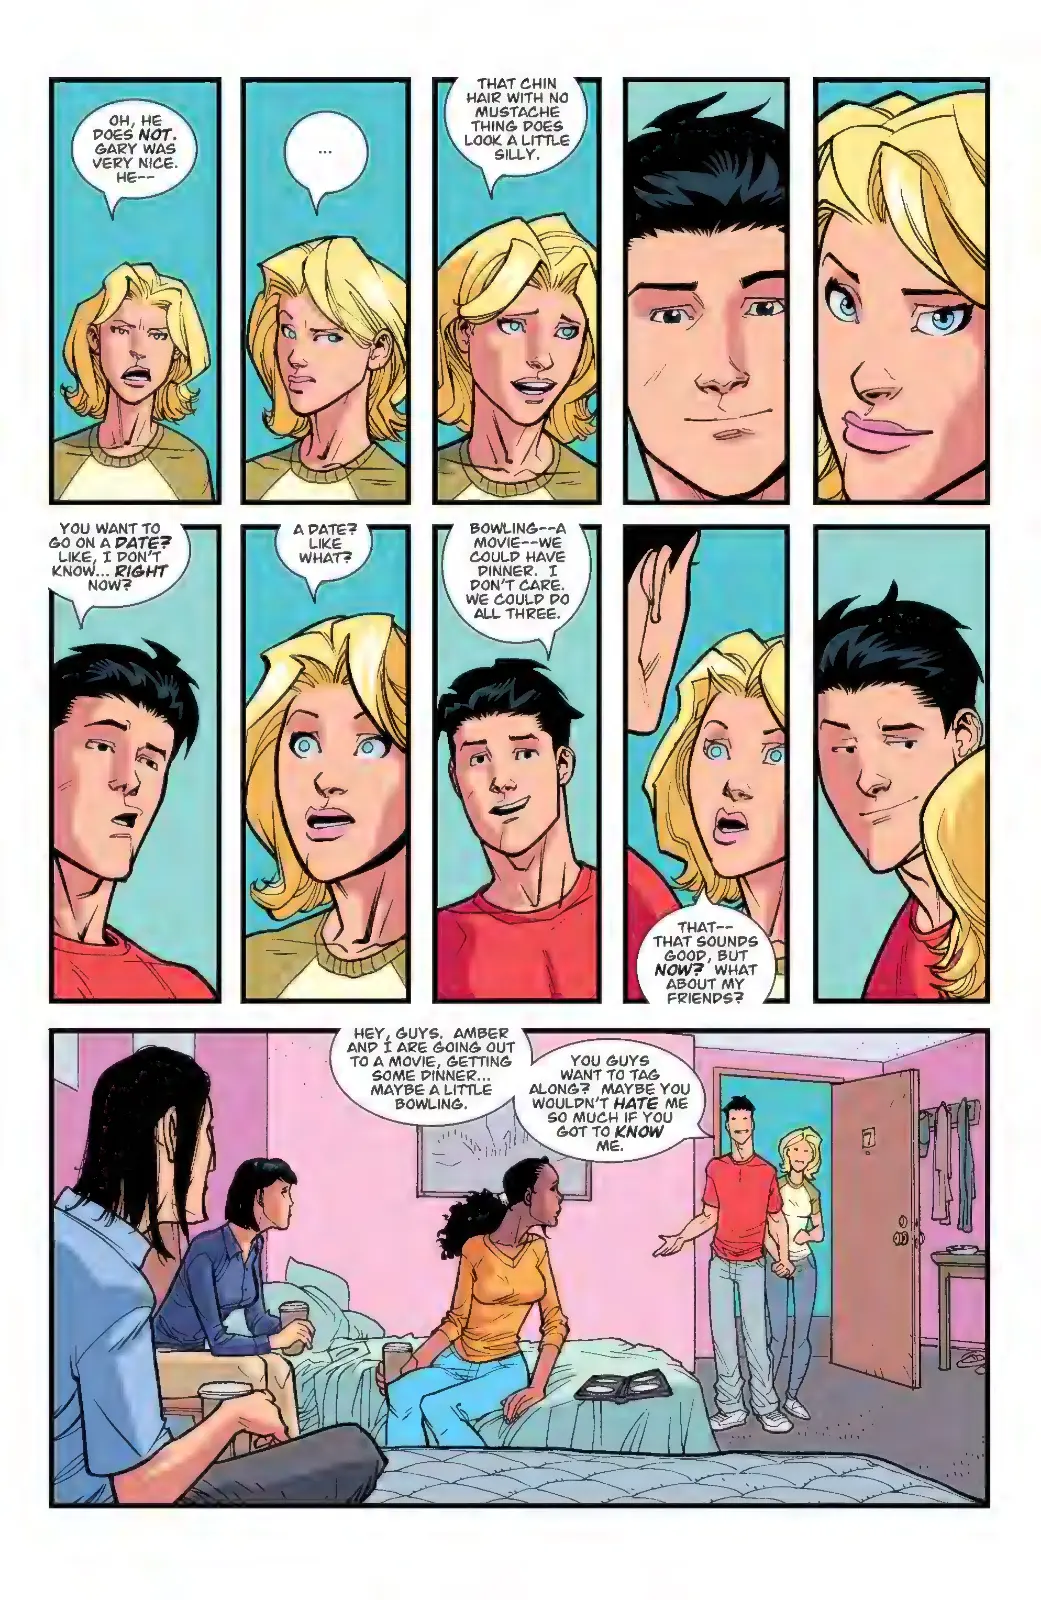 OH, HE
DOES NOT.
GARY WAS
VERY NICE.
HE--
...
THAT CHIN
HAIR WITH NO
MUSTACHE
THING DOES
LOOK A LITTLE
SILLY.
YOU WANT TO
GO ON A DATE?
LIKE, I DON'T
KNOW... RIGHT
NOW?
A DATE?
LIKE
WHAT?
BOWLING--A
MOVIE--WE
COULD HAVE
DINNER. I
DON'T CARE.
WE COULD DO
ALL THREE.
THAT--
THAT SOUNDS
GOOD, BUT
NOW? WHAT
ABOUT MY
FRIENDS?
HEY, GUYS. AMBER
AND I ARE GOING OUT
TO A MOVIE, GETTING
SOME DINNER...
MAYBE A LITTLE
BOWLING.
YOU GUYS
WANT TO TAG
ALONG? MAYBE YOU
WOULDN'T HATE ME
SO MUCH IF YOU
GOT TO KNOW
ME.